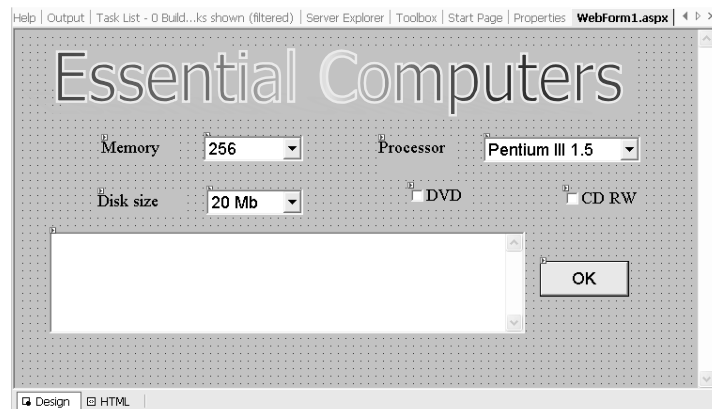 Help | Output | Task List - 0 Build...ks shown (filtered) | Server Explorer | Toolbox | Start Page | Properties WebForm1.aspx
Essential Computers
Memory 256 Processor Pentium III 1.5
Disk size 20 Mb DVD CD RW
OK
Design HTML